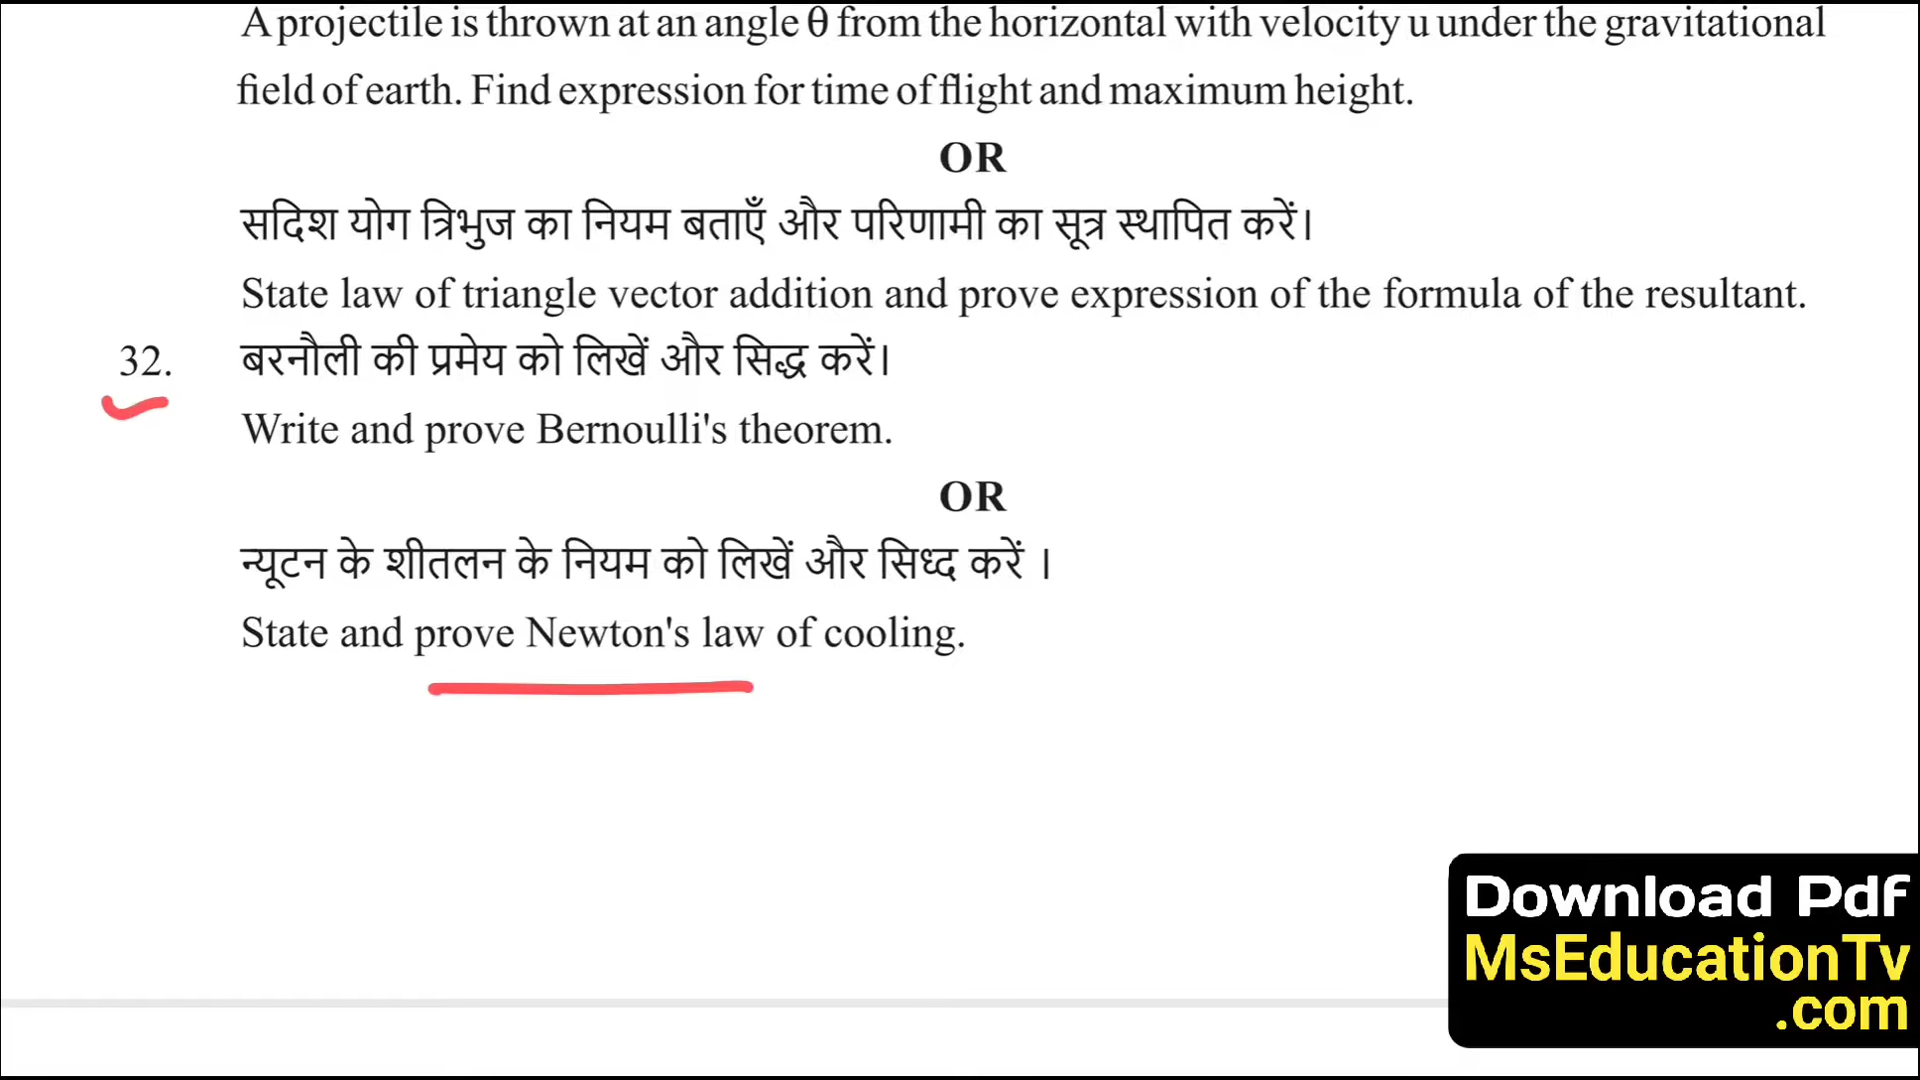 A projectile is thrown at an angle θ from the horizontal with velocity u under the gravitational
field of earth. Find expression for time of flight and maximum height.
OR
सदिश योग त्रिभुज का नियम बताएँ और परिणामी का सूत्र स्थापित करें।
State law of triangle vector addition and prove expression of the formula of the resultant.
32. बरनौली की प्रमेय को लिखें और सिद्ध करें।
Write and prove Bernoulli's theorem.
OR
न्यूटन के शीतलन के नियम को लिखें और सिध्द करें ।
State and prove Newton's law of cooling.
Download Pdf
MsEducationTv
.com